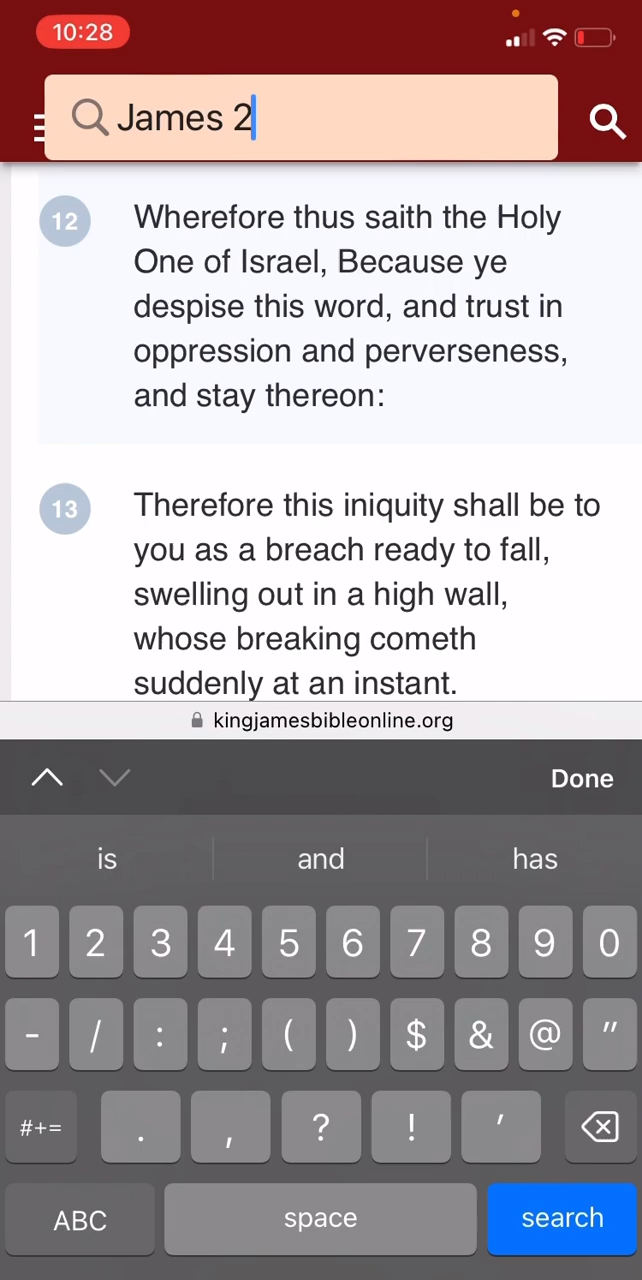 10:28
James 2
12
Wherefore thus saith the Holy
One of Israel, Because ye
despise this word, and trust in
oppression and perverseness,
and stay thereon:
13
Therefore this iniquity shall be to
you as a breach ready to fall,
swelling out in a high wall,
whose breaking cometh
suddenly at an instant.
kingjamesbibleonline.org
Done
is and has
1 2 3 4 5 6 7 8 9 0
- / : ; ( ) $ & @ "
#+= . , ? ! '
ABC space search